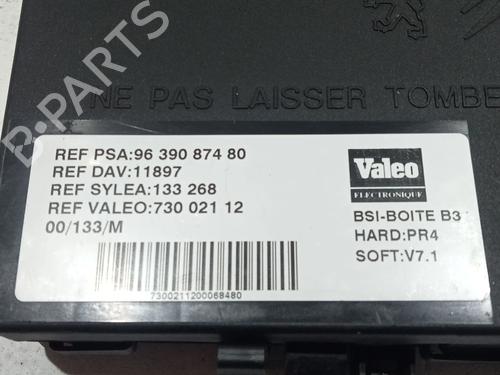 NE PAS LAISSER TOMBE
B-PARTS
REF PSA:96 390 874 80
REF DAV:11897
REF SYLEA:133 268
REF VALEO:730 021 12
00/133/M
7300211200068480
Valeo
ELECTRONIQUE
BSI-BOITE B3
HARD:PR4
SOFT:V7.1